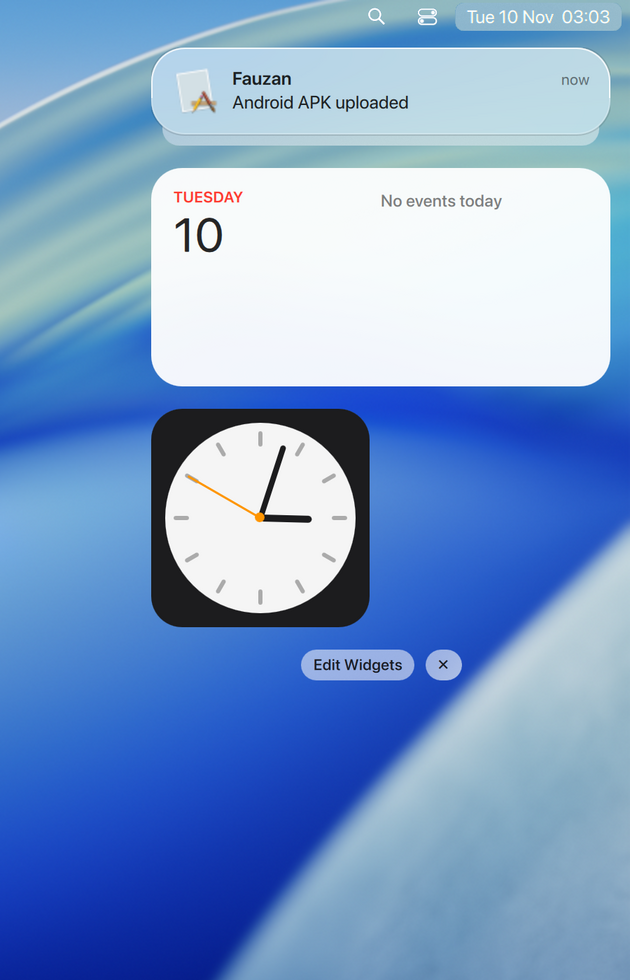 Tue 10 Nov 03:03
Fauzan
now
Android APK uploaded
TUESDAY
No events today
10
Edit Widgets